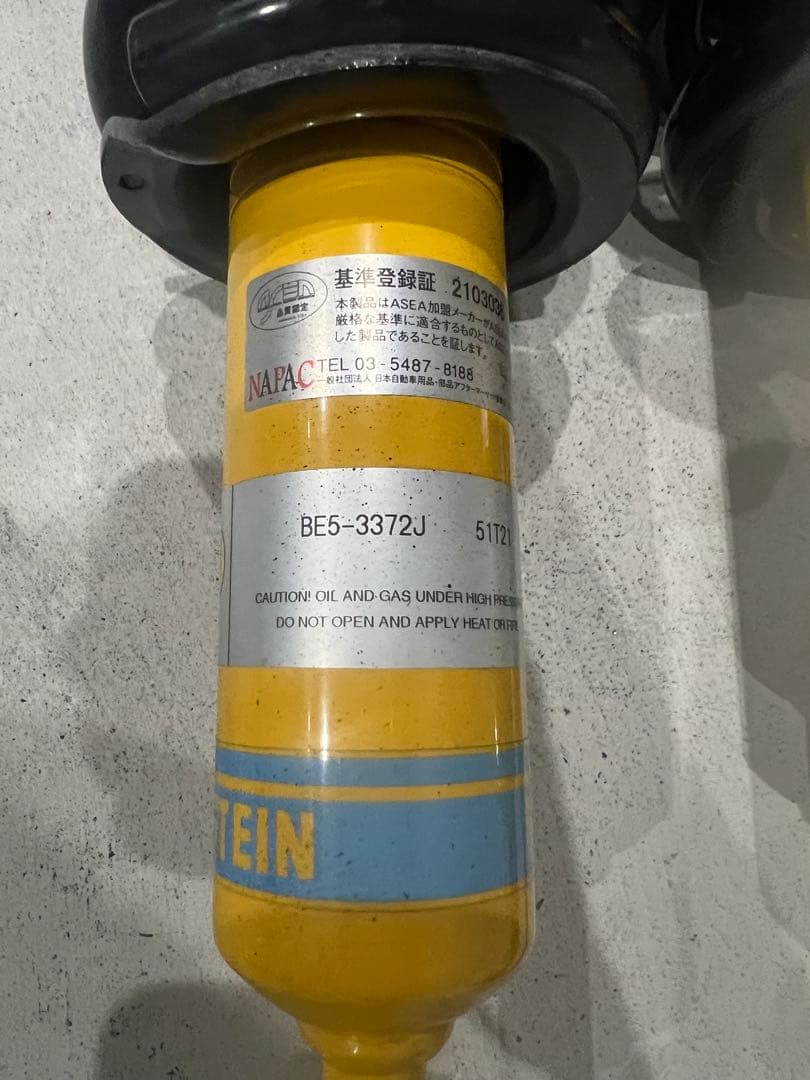 品質認定
基準登録証 2103036
本製品はASEA加盟メーカーが
厳格な基準に適合するものとして
した製品であることを証します。
NAPAC
TEL 03-5487-8188
一般社団法人 日本自動車用品・部品アフターマーケット
BE5-3372J 51T21
CAUTION! OIL AND GAS UNDER HIGH
DO NOT OPEN AND APPLY HEAT OR
TEIN